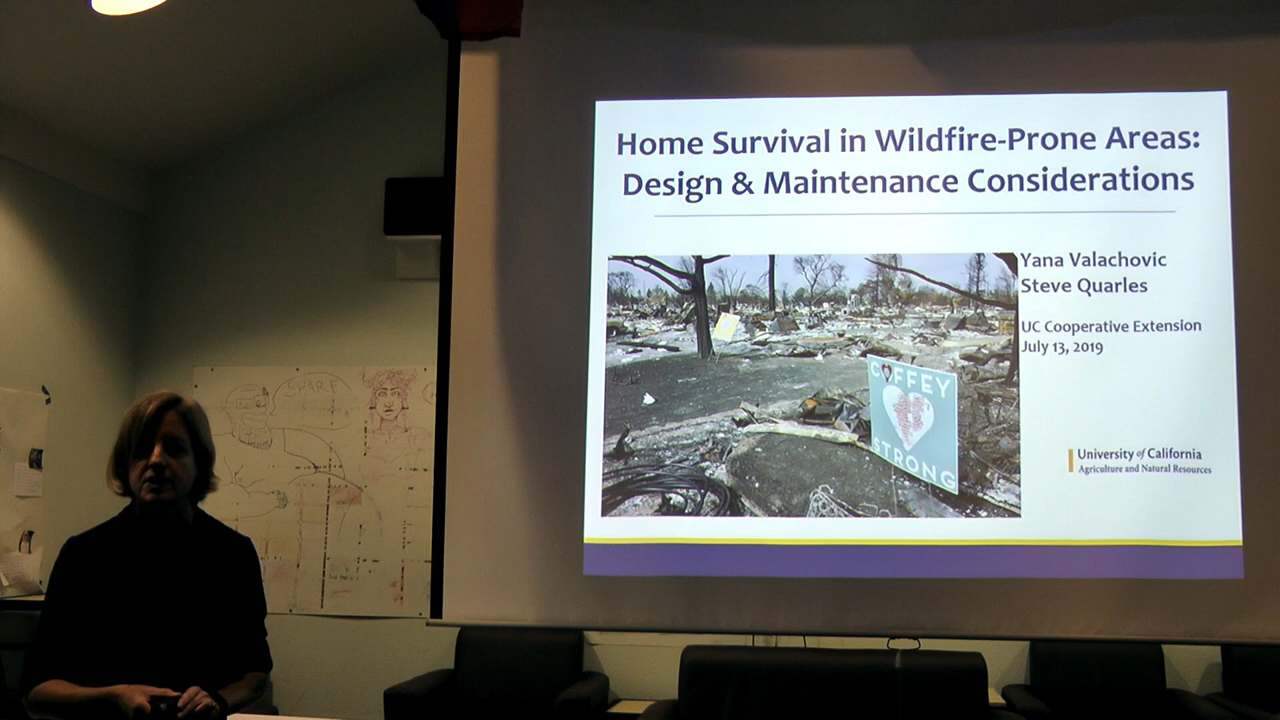 Home Survival in Wildfire-Prone Areas:
Design & Maintenance Considerations
Yana Valachovic
Steve Quarles
UC Cooperative Extension
July 13, 2019
COFFEY
STRONG
University of California
Agriculture and Natural Resources
SPARE